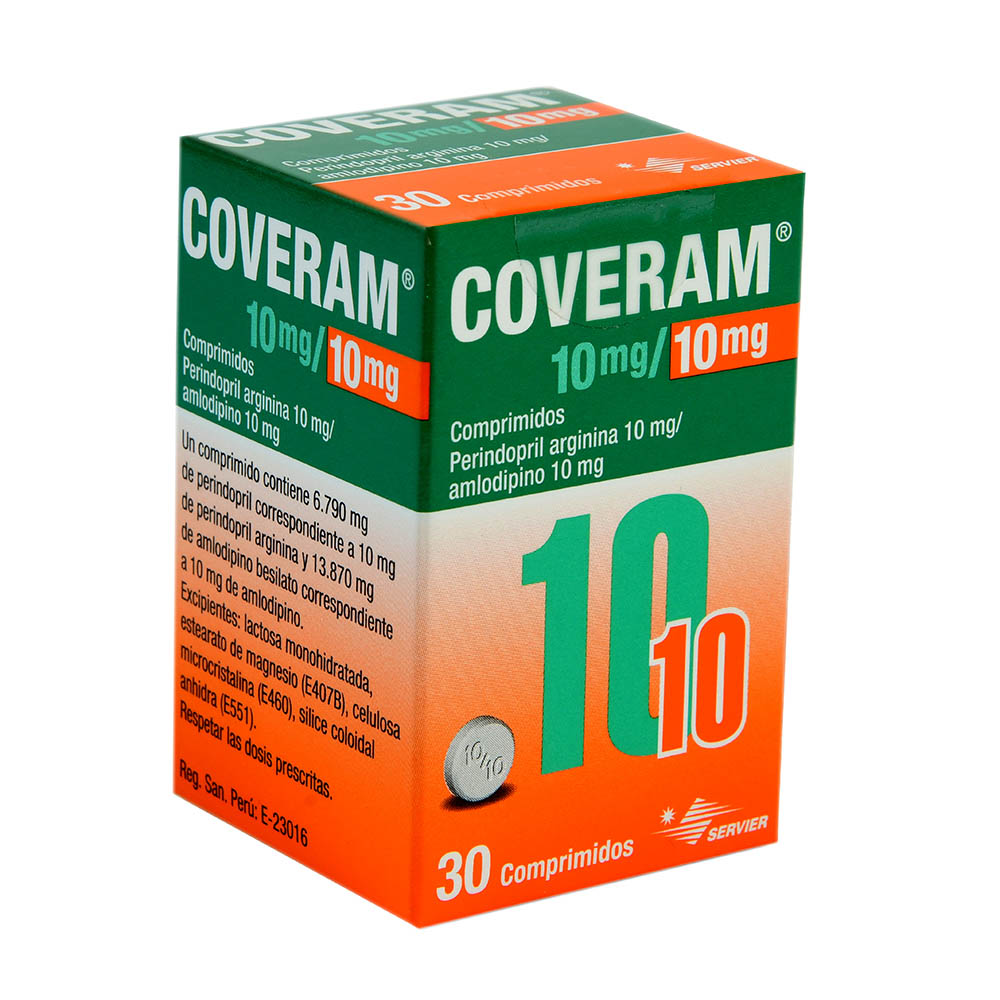 COVERAM®
10mg/10mg
Comprimidos
Perindopril arginina 10 mg/
amlodipino 10 mg
30 Comprimidos
SERVIER
COVERAM®
10mg/10mg
Comprimidos
Perindopril arginina 10 mg/
amlodipino 10 mg
Un comprimido contiene 6.790 mg
de perindopril correspondiente a 10 mg
de perindopril arginina y 13.870 mg
de amlodipino besilato correspondiente
a 10 mg de amlodipino.
Excipientes: lactosa monohidratada,
estearato de magnesio (E407B), celulosa
microcristalina (E460), sílice coloidal
anhidra (E551).
Respetar las dosis prescritas.
Reg. San. Perú: E-23016
COVERAM®
10mg/10mg
Comprimidos
Perindopril arginina 10 mg/
amlodipino 10 mg
10
10
10/10
SERVIER
30 Comprimidos